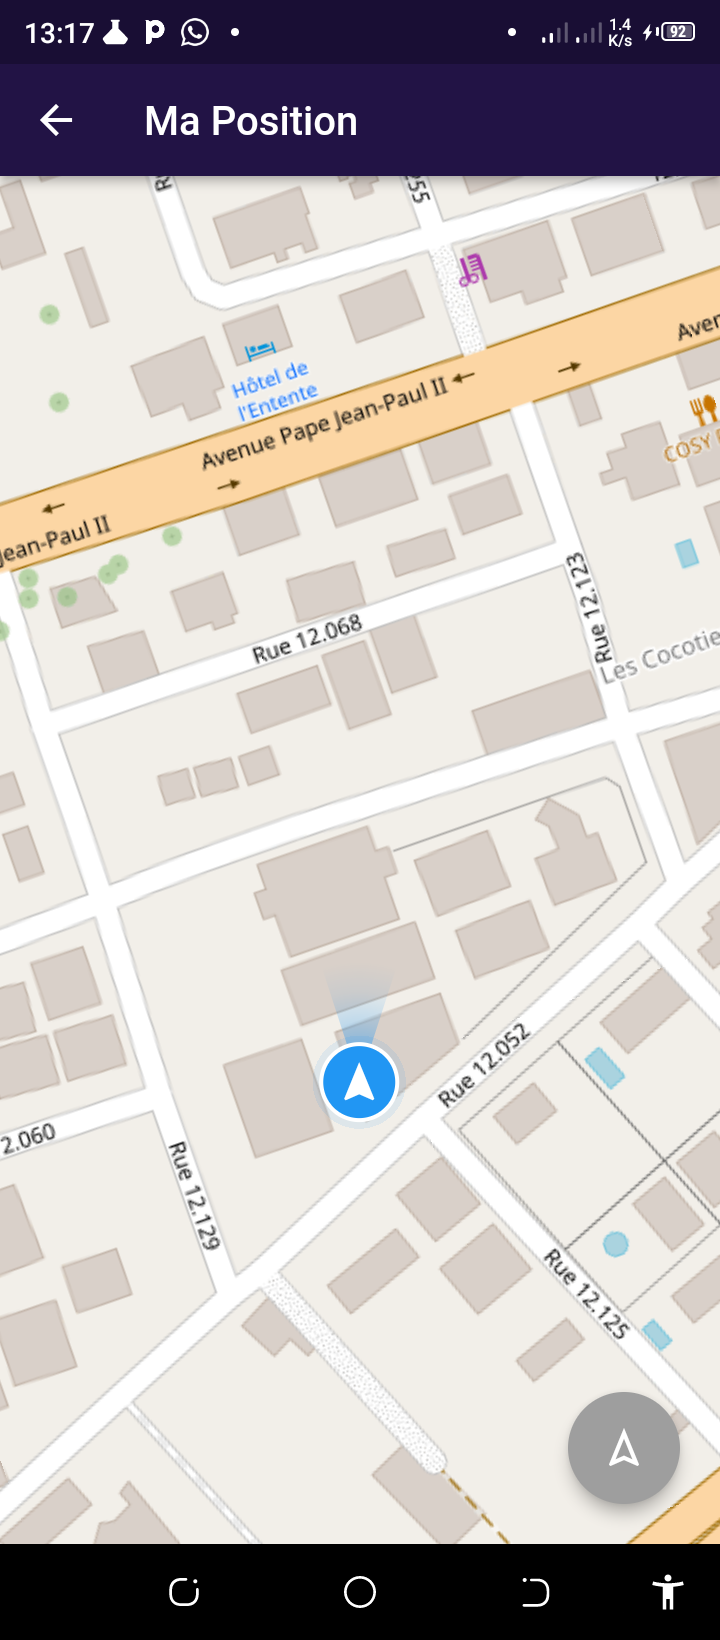 13:17
1.4
K/s
92
Ma Position
255
Hôtel de
l'Entente
Avenue Pape Jean-Paul II
Jean-Paul II
COSY
Rue 12.123
Rue 12.068
Les Cocotie
Rue 12.052
2.060
Rue 12.129
Rue 12.125